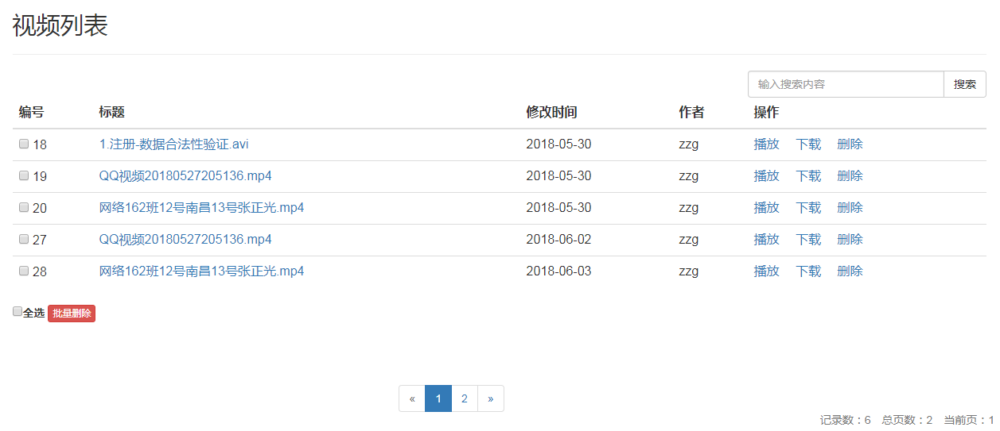 视频列表
输入搜索内容 搜索
编号 标题 修改时间 作者 操作
18 1.注册-数据合法性验证.avi 2018-05-30 zzg 播放 下载 删除
19 QQ视频20180527205136.mp4 2018-05-30 zzg 播放 下载 删除
20 网络162班12号南昌13号张正光.mp4 2018-05-30 zzg 播放 下载 删除
27 QQ视频20180527205136.mp4 2018-06-02 zzg 播放 下载 删除
28 网络162班12号南昌13号张正光.mp4 2018-06-03 zzg 播放 下载 删除
全选 批量删除
« 1 2 »
记录数：6 总页数：2 当前页：1